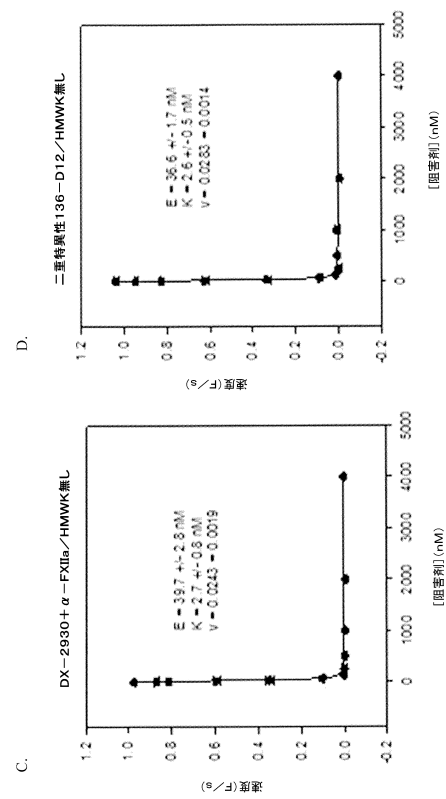 C.
DX-2930+α-FXIIa/HMWK無し
1.2
1.0
0.8
0.6
0.4
0.2
0.0
-0.2
速度(F/s)
E = 39.7 +/- 2.8 nM
K = 2.7 +/- 0.8 nM
V = 0.0243 = 0.0019
0
1000
2000
3000
4000
5000
[阻害剤](nM)
D.
二重特異性136-D12/HMWK無し
1.2
1.0
0.8
0.6
0.4
0.2
0.0
-0.2
速度(F/s)
E = 36.6 +/- 1.7 nM
K = 2.6 +/- 0.5 nM
V = 0.0283 = 0.0014
0
1000
2000
3000
4000
5000
[阻害剤](nM)